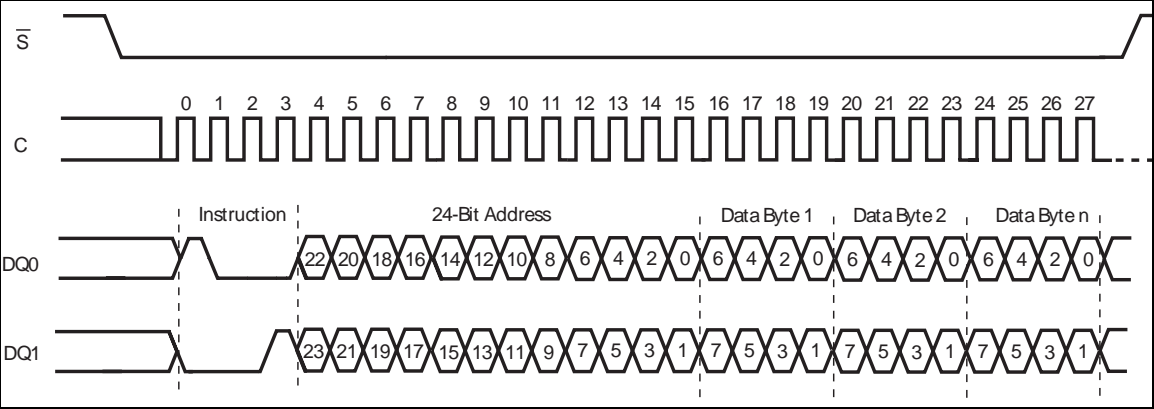 S
0 1 2 3 4 5 6 7 8 9 10 11 12 13 14 15 16 17 18 19 20 21 22 23 24 25 26 27
C
Instruction 24-Bit Address Data Byte 1 Data Byte 2 Data Byte n
DQ0 22 20 18 16 14 12 10 8 6 4 2 0 6 4 2 0 6 4 2 0 6 4 2 0
DQ1 23 21 19 17 15 13 11 9 7 5 3 1 7 5 3 1 7 5 3 1 7 5 3 1